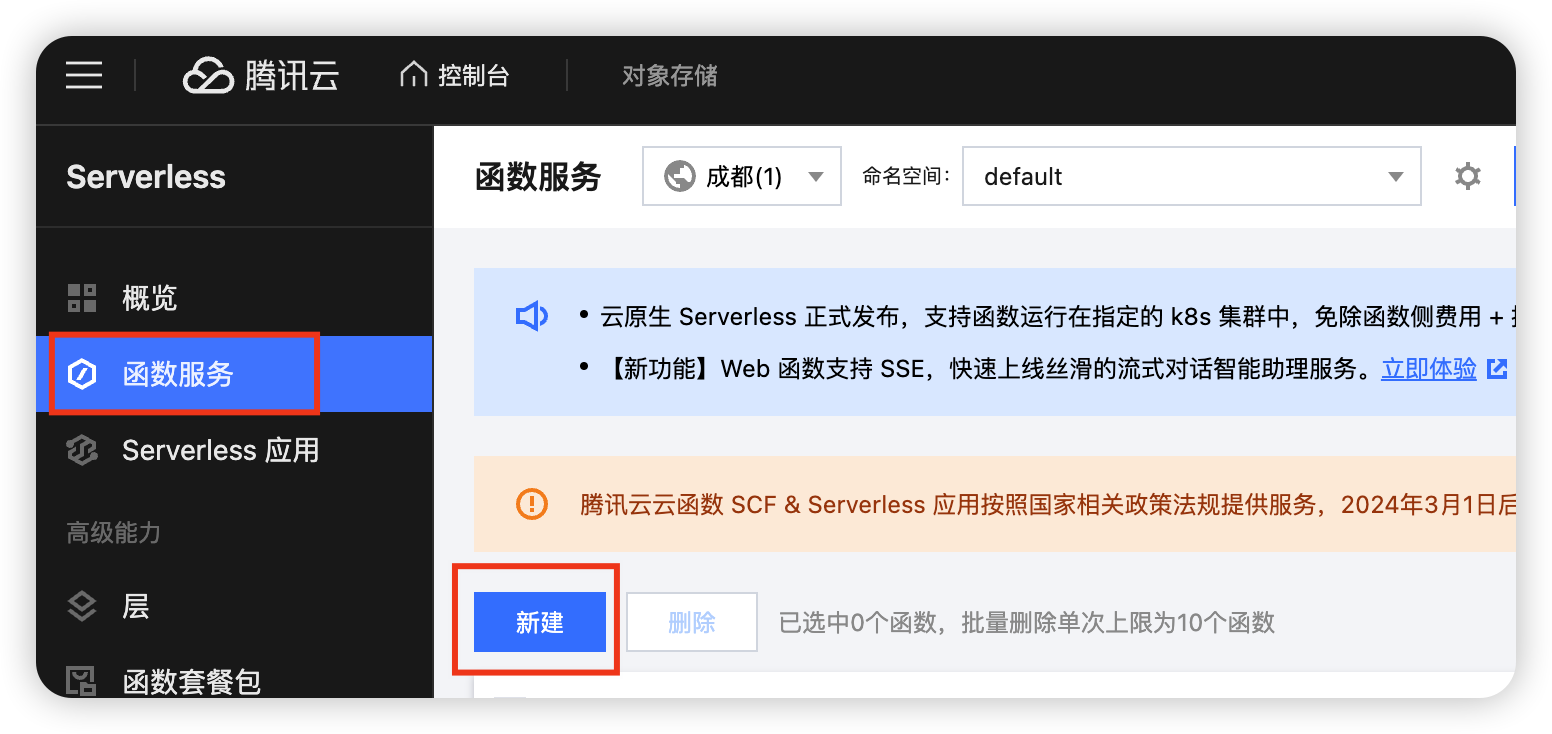 腾讯云 控制台 对象存储
Serverless
函数服务 成都(1) 命名空间: default
概览
函数服务
Serverless 应用
高级能力
层
函数套餐包
• 云原生 Serverless 正式发布，支持函数运行在指定的 k8s 集群中，免除函数侧费用 +
• 【新功能】Web 函数支持 SSE，快速上线丝滑的流式对话智能助理服务。立即体验
腾讯云云函数 SCF & Serverless 应用按照国家相关政策法规提供服务，2024年3月1日后
新建 删除 已选中0个函数，批量删除单次上限为10个函数